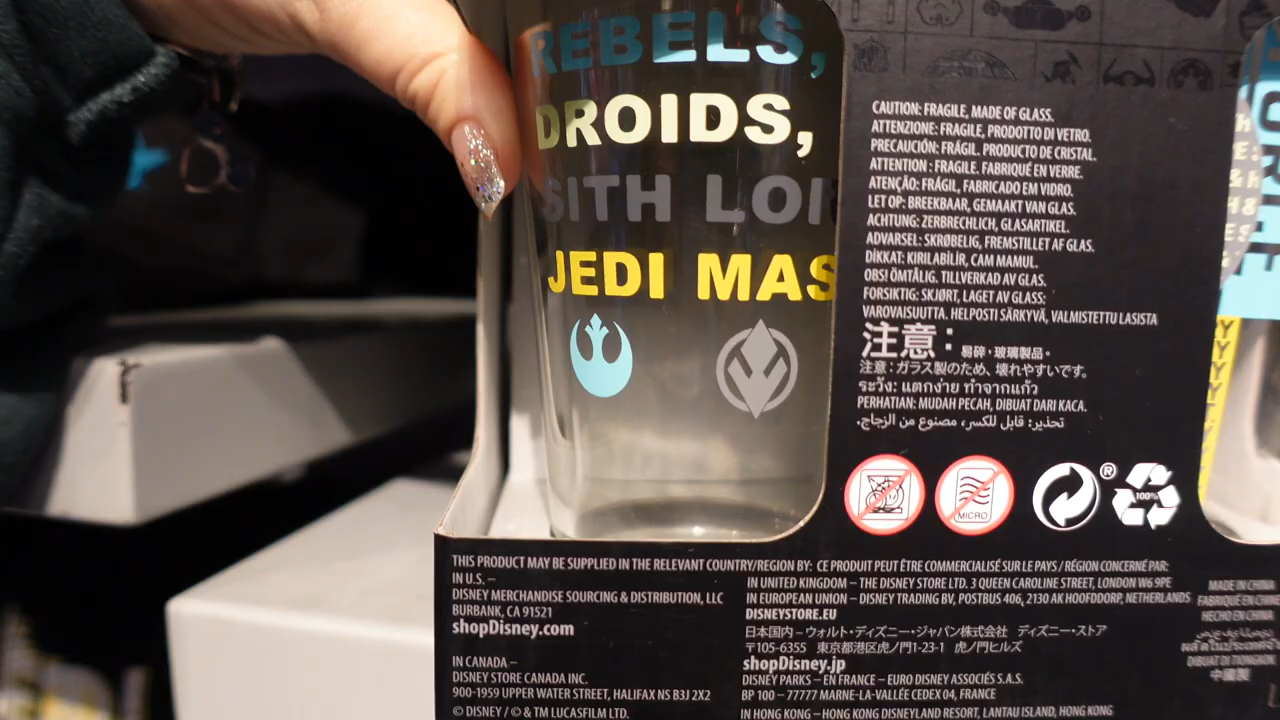 REBELS,
DROIDS,
SITH
JEDI
CAUTION: FRAGILE, MADE OF GLASS.
ATTENZIONE: FRAGILE, PRODOTTO DI VETRO.
PRECAUCIÓN: FRÁGIL. PRODUCTO DE CRISTAL.
ATTENTION : FRAGILE. FABRIQUÉ EN VERRE.
ATENÇÃO: FRÁGIL, FABRICADO EM VIDRO.
LET OP: BREEKBAAR, GEMAAKT VAN GLAS.
ACHTUNG: ZERBRECHLICH, GLASARTIKEL.
ADVARSEL: SKRØBELIG, FREMSTILLET AF GLAS.
DİKKAT: KIRILABİLİR, CAM MAMUL.
OBS! ÖMTÅLIG. TILLVERKAD AV GLAS.
FORSIKTIG: SKJØRT, LAGET AV GLASS:
VAROVAISUUTTA. HELPOSTI SÄRKYVÄ, VALMISTETTU LASISTA
注意：易碎，玻璃製品。
注意：ガラス製のため、壊れやすいです。
ระวัง: แตกง่าย ทำจากแก้ว
PERHATIAN: MUDAH PECAH, DIBUAT DARI KACA.
تحذير: قابل للكسر، مصنوع من الزجاج.
MICRO
®
100%
THIS PRODUCT MAY BE SUPPLIED IN THE RELEVANT COUNTRY/REGION BY: CE PRODUIT PEUT ÊTRE COMMERCIALISÉ SUR LE PAYS / RÉGION CONCERNÉ PAR:
IN U.S. –
DISNEY MERCHANDISE SOURCING & DISTRIBUTION, LLC
BURBANK, CA 91521
shopDisney.com
IN CANADA –
DISNEY STORE CANADA INC.
900-1959 UPPER WATER STREET, HALIFAX NS B3J 2X2
© DISNEY / © & TM LUCASFILM LTD.
IN UNITED KINGDOM – THE DISNEY STORE LTD. 3 QUEEN CAROLINE STREET, LONDON W6 9PE
IN EUROPEAN UNION – DISNEY TRADING BV, POSTBUS 406, 2130 AK HOOFDDORP, NETHERLANDS
DISNEYSTORE.EU
日本国内 – ウォルト・ディズニー・ジャパン株式会社 ディズニー・ストア
〒105-6355 東京都港区虎ノ門1-23-1 虎ノ門ヒルズ
shopDisney.jp
DISNEY PARKS – EN FRANCE – EURO DISNEY ASSOCIÉS S.A.S.
BP 100 – 77777 MARNE-LA-VALLÉE CEDEX 04, FRANCE
IN HONG KONG – HONG KONG DISNEYLAND RESORT, LANTAU ISLAND, HONG KONG
MADE IN CHINA
FABRIQUÉ EN
HECHO EN CHINA
DIBUAT DI TIONGKOK
中國製